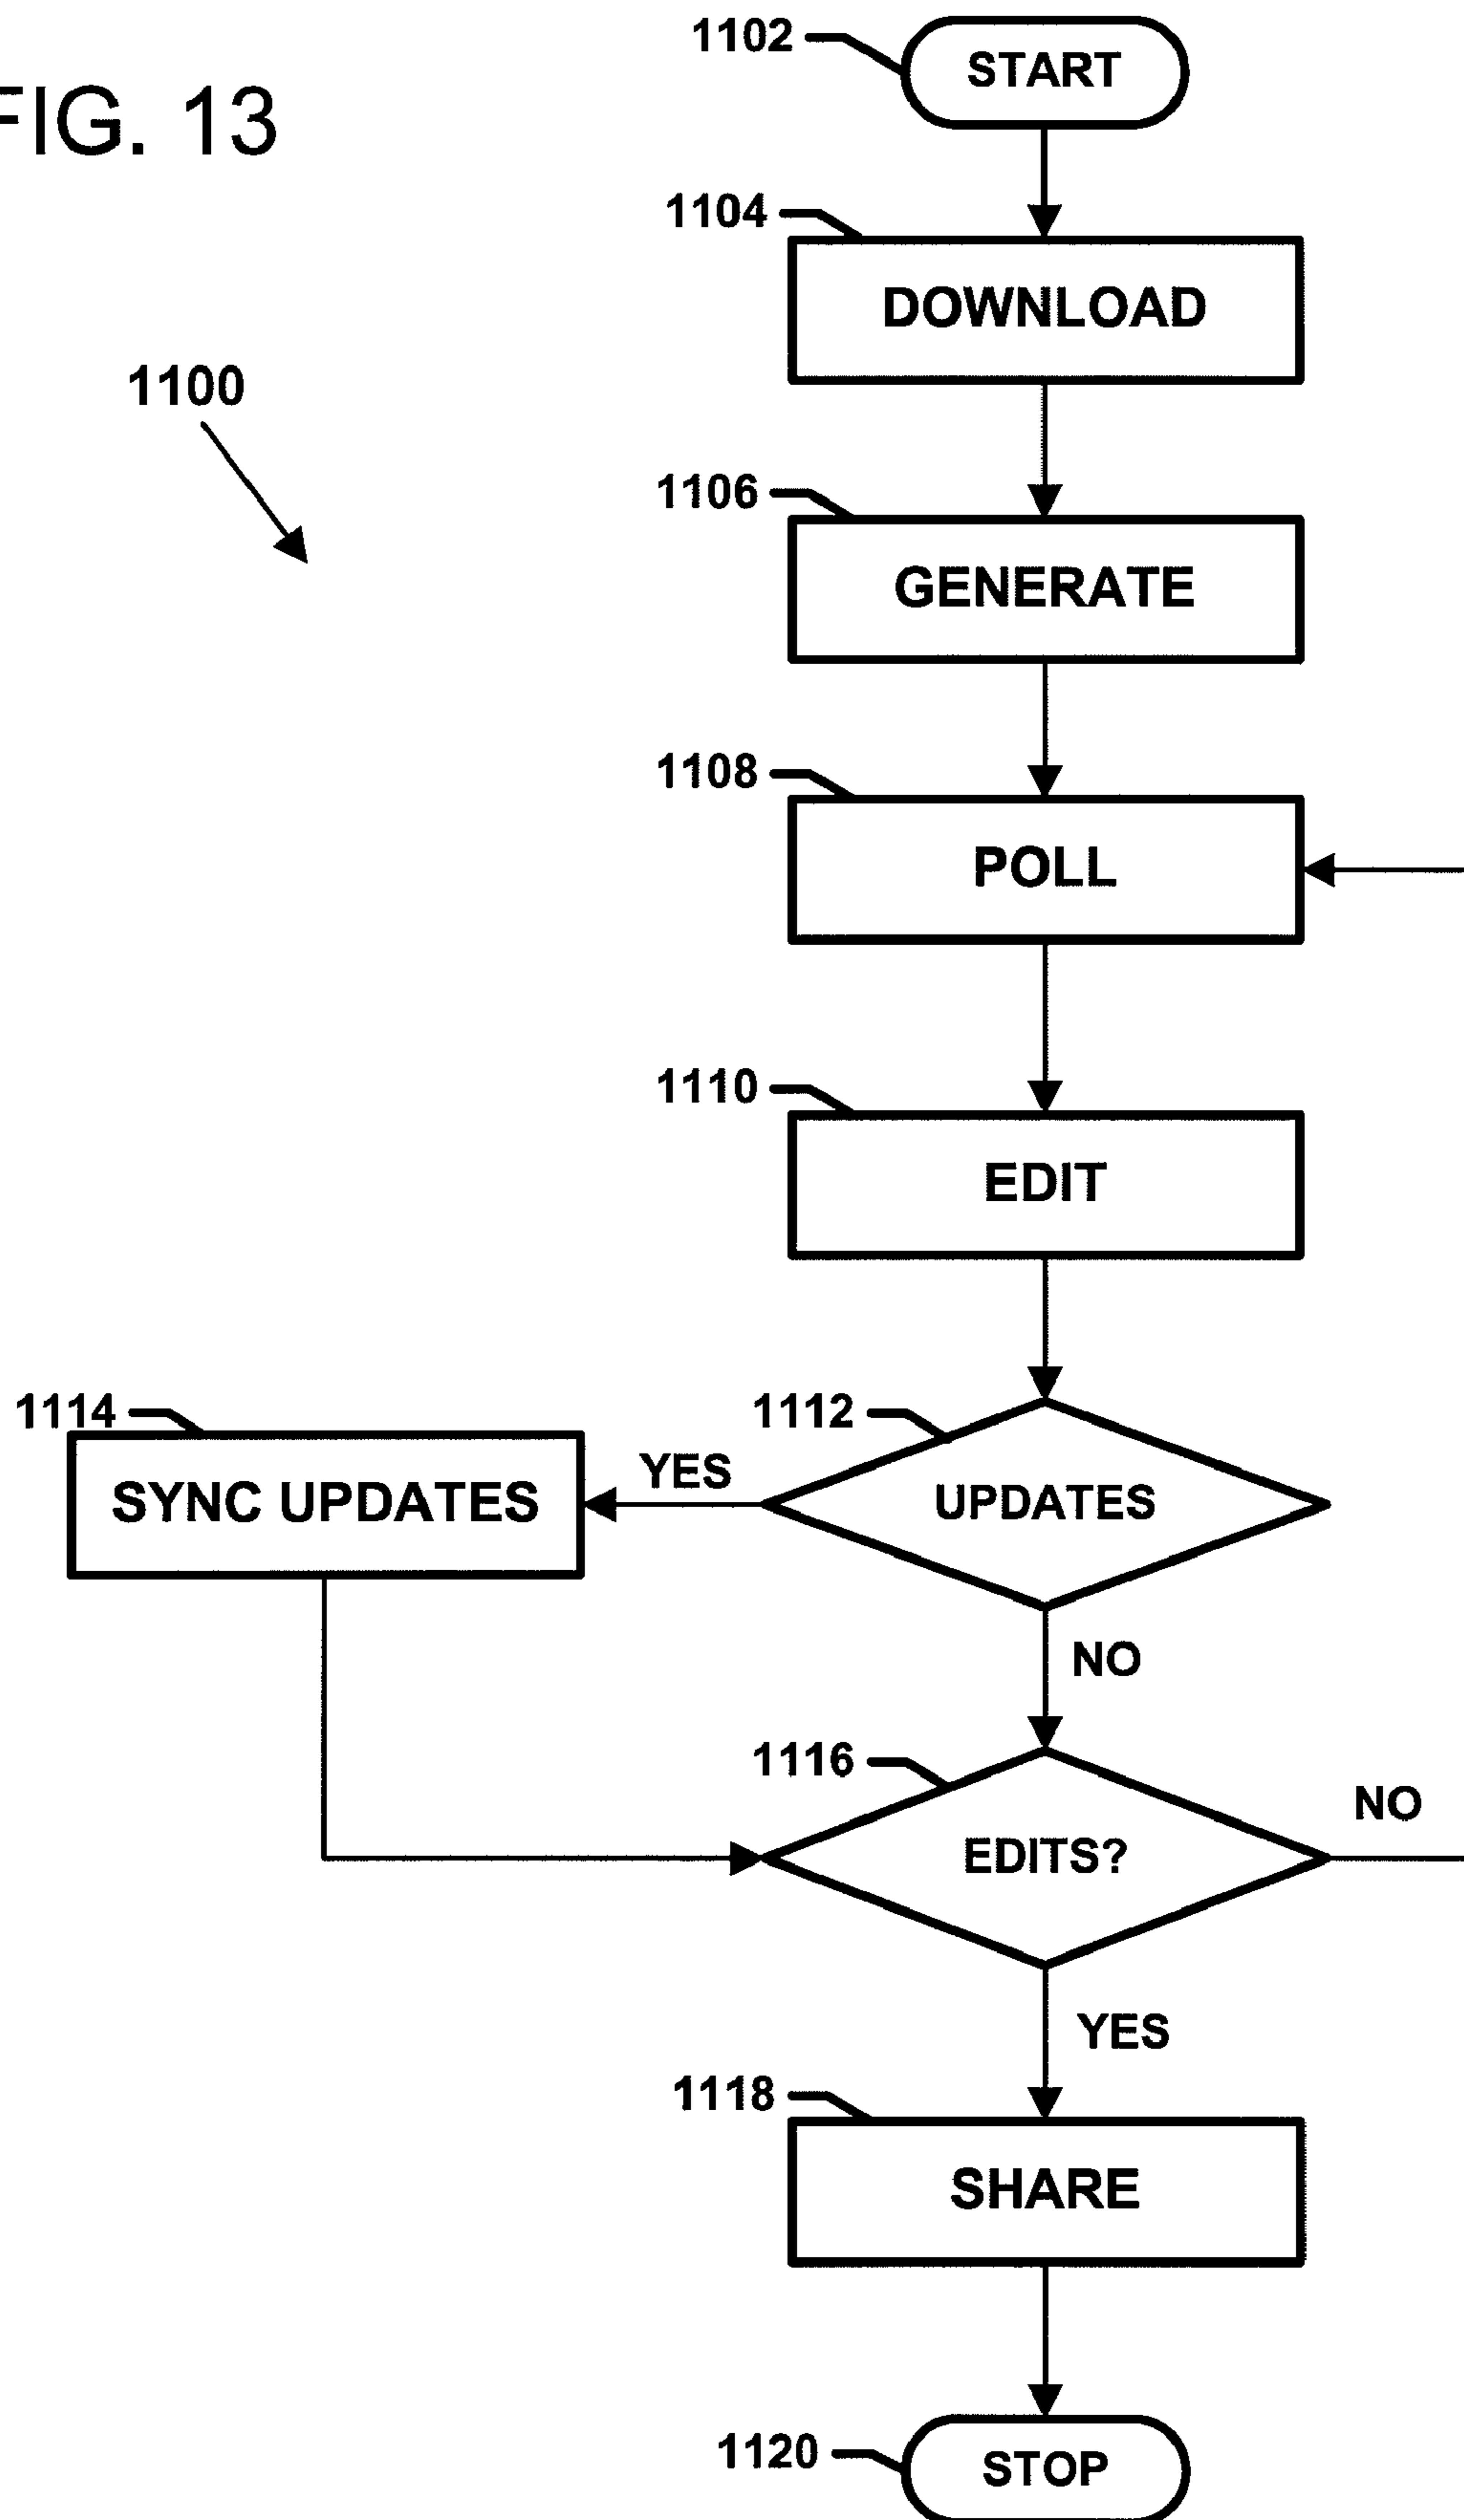 1102
START
FIG. 13
1104
DOWNLOAD
1100
1106
GENERATE
1108
POLL
1110
EDIT
1114
1112
SYNC UPDATES
YES
UPDATES
NO
1116
NO
EDITS?
YES
1118
SHARE
1120
STOP